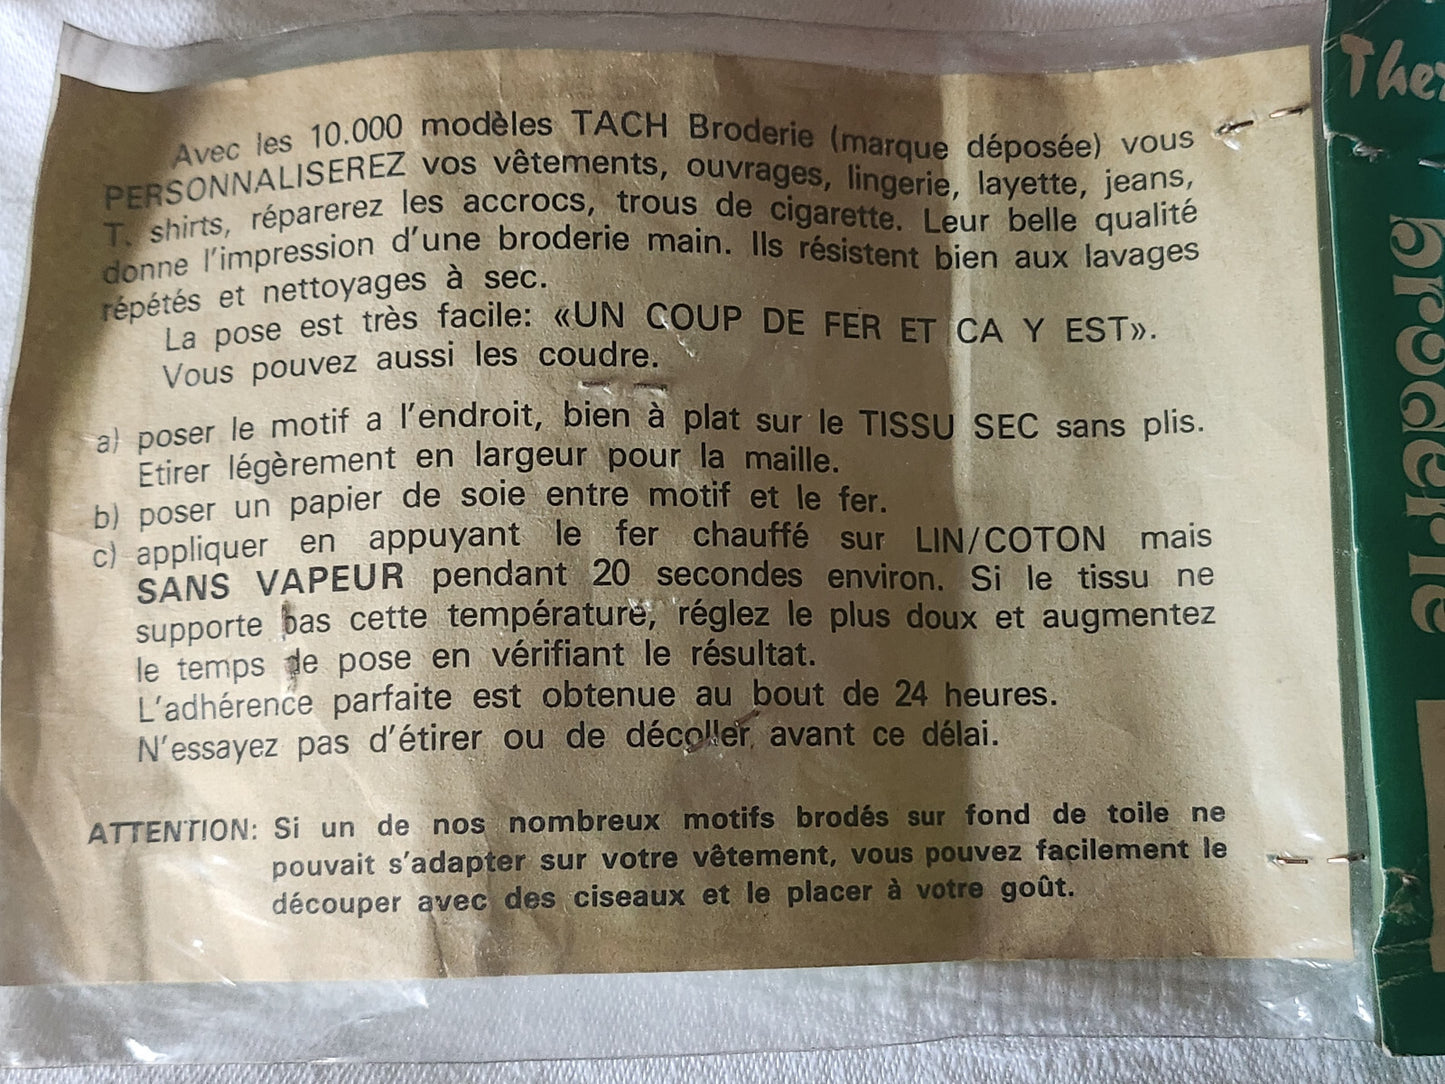 Avec les 10.000 modèles TACH Broderie (marque déposée) vous
PERSONNALISEREZ vos vêtements, ouvrages, lingerie, layette, jeans,
T. shirts, réparerez les accrocs, trous de cigarette. Leur belle qualité
donne l'impression d'une broderie main. Ils résistent bien aux lavages
répétés et nettoyages à sec.
La pose est très facile: «UN COUP DE FER ET CA Y EST».
Vous pouvez aussi les coudre.
a) poser le motif a l'endroit, bien à plat sur le TISSU SEC sans plis.
Etirer légèrement en largeur pour la maille.
b) poser un papier de soie entre motif et le fer.
c) appliquer en appuyant le fer chauffé sur LIN/COTON mais
SANS VAPEUR pendant 20 secondes environ. Si le tissu ne
supporte pas cette température, réglez le plus doux et augmentez
le temps de pose en vérifiant le résultat.
L'adhérence parfaite est obtenue au bout de 24 heures.
N'essayez pas d'étirer ou de décoller avant ce délai.
ATTENTION: Si un de nos nombreux motifs brodés sur fond de toile ne
pouvait s'adapter sur votre vêtement, vous pouvez facilement le
découper avec des ciseaux et le placer à votre goût.
broderie